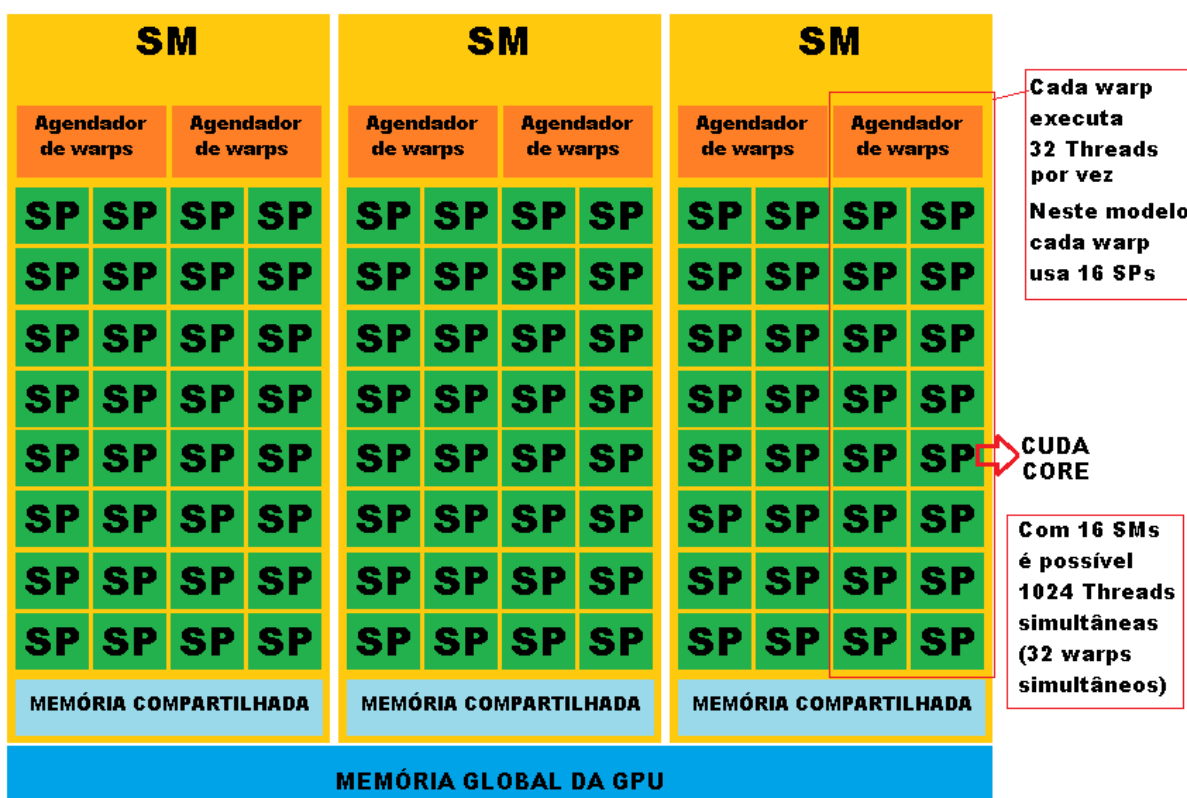 SM SM SM
Agendador Agendador Agendador Agendador Agendador Agendador
de warps de warps de warps de warps de warps de warps
SP SP SP SP SP SP SP SP SP SP SP SP
SP SP SP SP SP SP SP SP SP SP SP SP
SP SP SP SP SP SP SP SP SP SP SP SP
SP SP SP SP SP SP SP SP SP SP SP SP
SP SP SP SP SP SP SP SP SP SP SP SP
SP SP SP SP SP SP SP SP SP SP SP SP
SP SP SP SP SP SP SP SP SP SP SP SP
SP SP SP SP SP SP SP SP SP SP SP SP
MEMÓRIA COMPARTILHADA MEMÓRIA COMPARTILHADA MEMÓRIA COMPARTILHADA
MEMÓRIA GLOBAL DA GPU
Cada warp
executa
32 Threads
por vez
Neste modelo
cada warp
usa 16 SPs
CUDA
CORE
Com 16 SMs
é possível
1024 Threads
simultâneas
(32 warps
simultâneos)